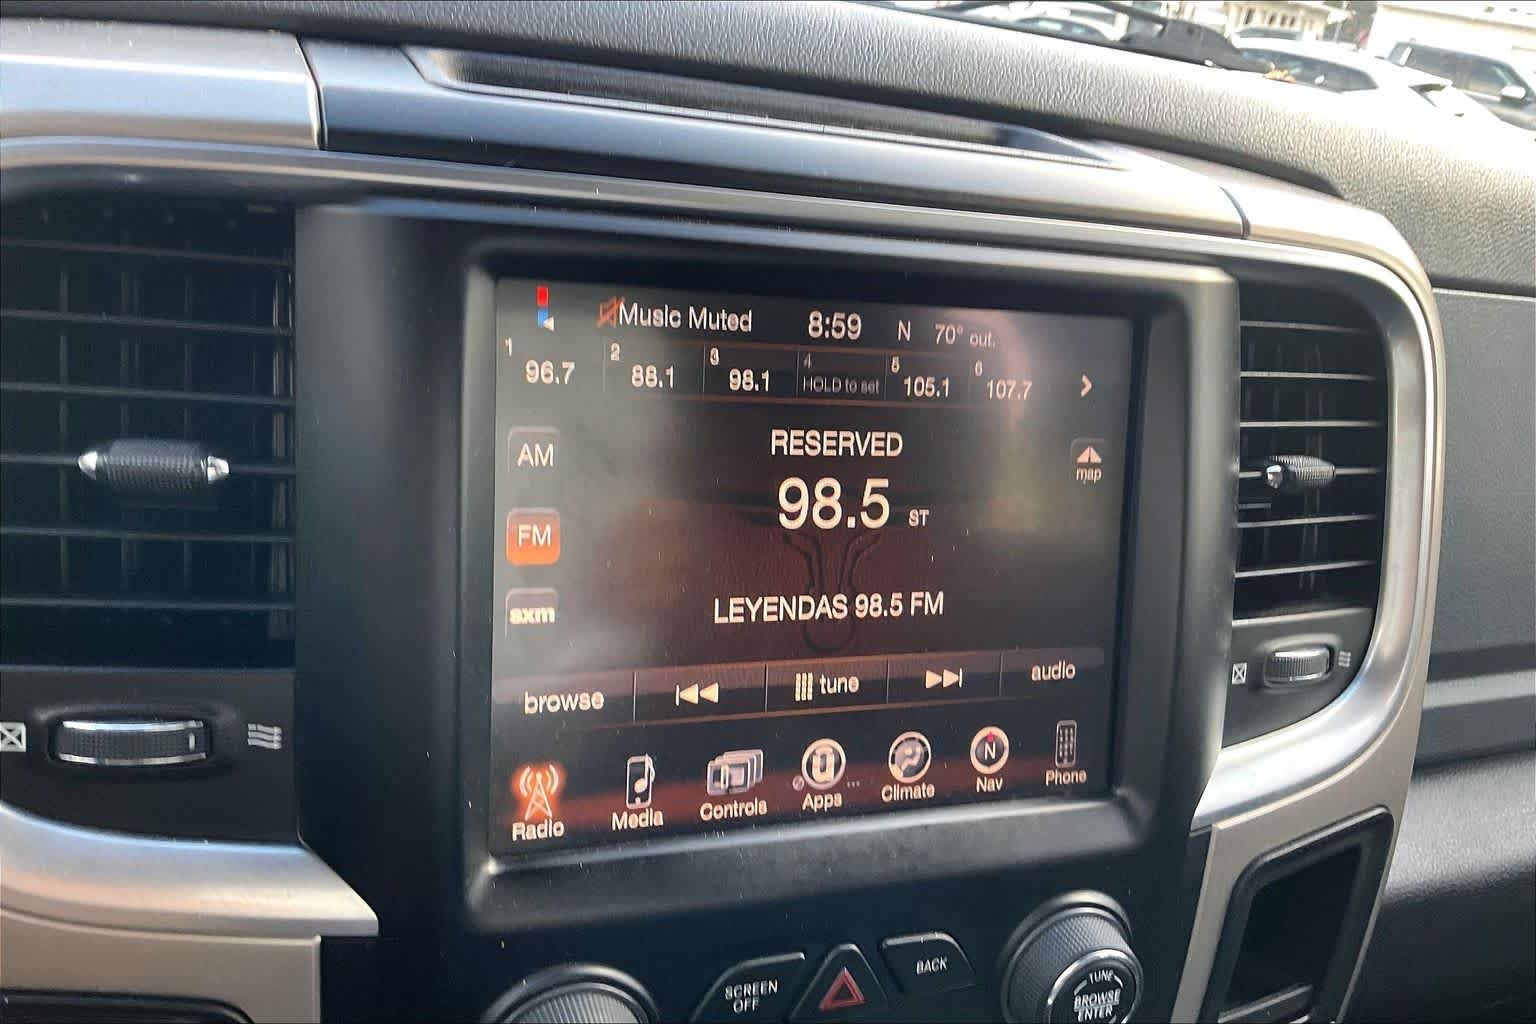 Music Muted 8:59 N 70° out.
1 96.7 2 88.1 3 98.1 4 HOLD to set 5 105.1 6 107.7
AM
RESERVED
map
98.5 ST
FM
sxm
LEYENDAS 98.5 FM
browse tune audio
Radio Media Controls Apps Climate N Nav Phone
SCREEN OFF
BACK
TUNE
BROWSE
ENTER